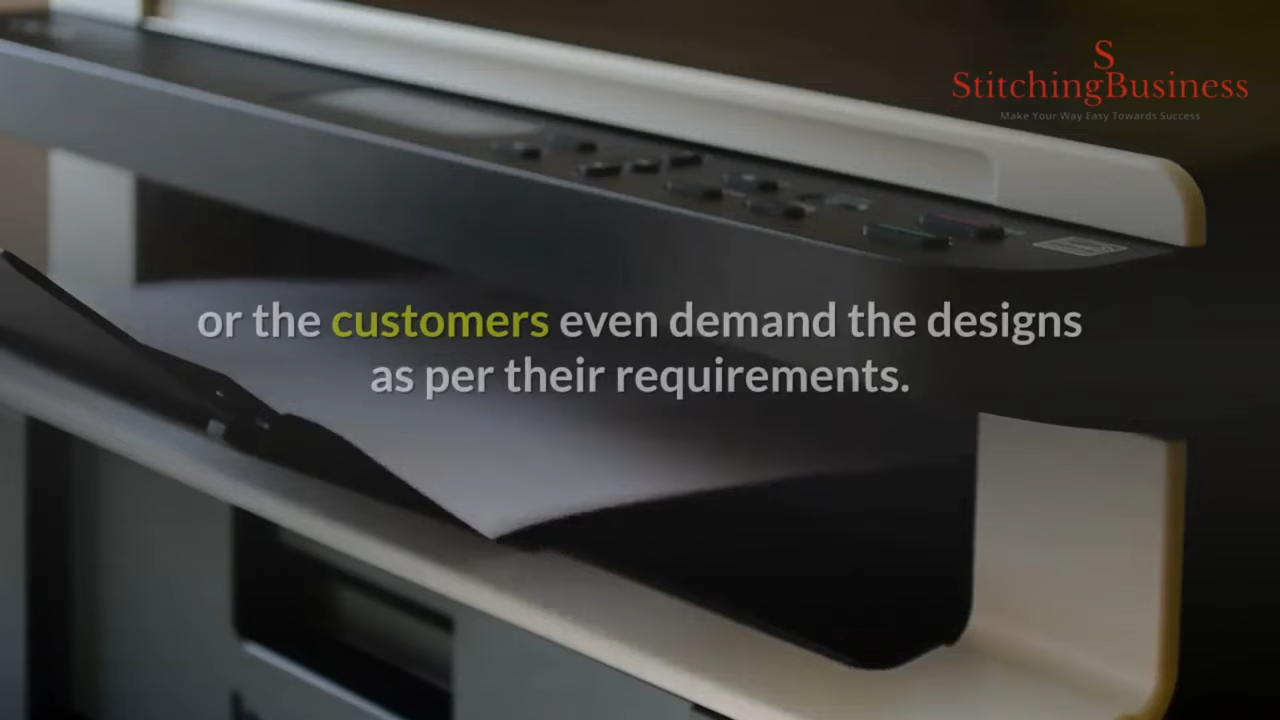 S
StitchingBusiness
Make Your Way Easy Towards Success
or the customers even demand the designs
as per their requirements.